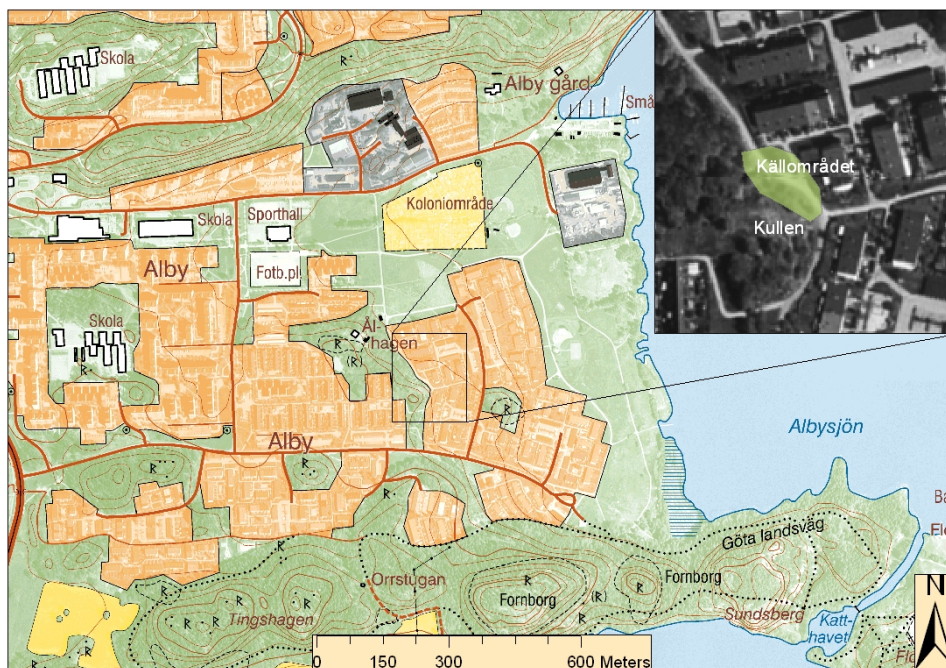 Skola
R
Alby gård
Små
Källområdet
Kullen
Koloniområde
Skola
Sporthall
Alby
Fotb.pl
Skola
Ål-
hagen
R
(R)
R
R
Alby
Albysjön
R
R
R
Göta landsväg
R
Orrstugan
R
Fornborg
(R)
Fornborg
R
R
Tingshagen
R
Sundsberg
Katt-
havet
R
N
0 150 300 600 Meters